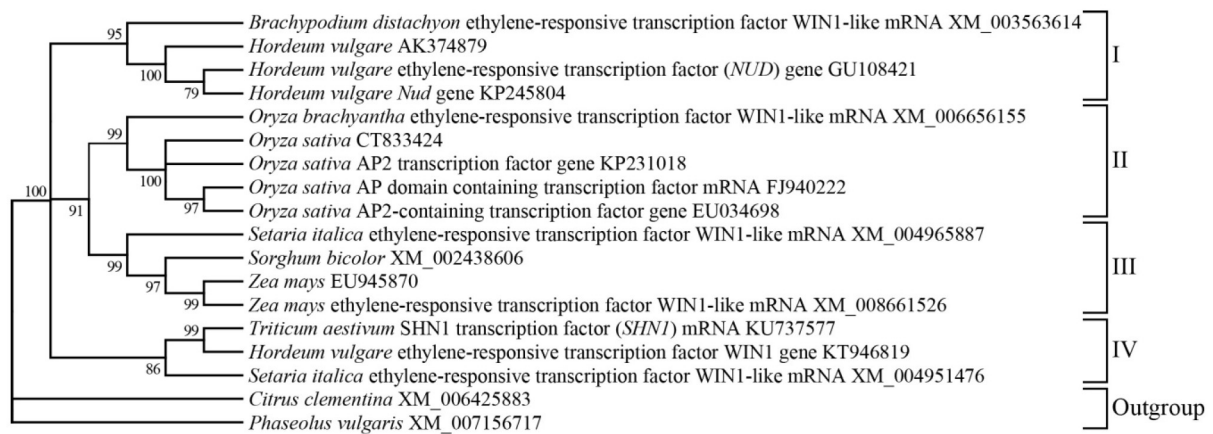 Brachypodium distachyon ethylene-responsive transcription factor WIN1-like mRNA XM_003563614
95
Hordeum vulgare AK374879
I
100
Hordeum vulgare ethylene-responsive transcription factor (NUD) gene GU108421
79
Hordeum vulgare Nud gene KP245804
Oryza brachyantha ethylene-responsive transcription factor WIN1-like mRNA XM_006656155
99
Oryza sativa CT833424
II
Oryza sativa AP2 transcription factor gene KP231018
100
Oryza sativa AP domain containing transcription factor mRNA FJ940222
100
97
Oryza sativa AP2-containing transcription factor gene EU034698
91
Setaria italica ethylene-responsive transcription factor WIN1-like mRNA XM_004965887
99
Sorghum bicolor XM_002438606
III
97
Zea mays EU945870
99
Zea mays ethylene-responsive transcription factor WIN1-like mRNA XM_008661526
99
Triticum aestivum SHN1 transcription factor (SHN1) mRNA KU737577
Hordeum vulgare ethylene-responsive transcription factor WIN1 gene KT946819
IV
86
Setaria italica ethylene-responsive transcription factor WIN1-like mRNA XM_004951476
Citrus clementina XM_006425883
Outgroup
Phaseolus vulgaris XM_007156717